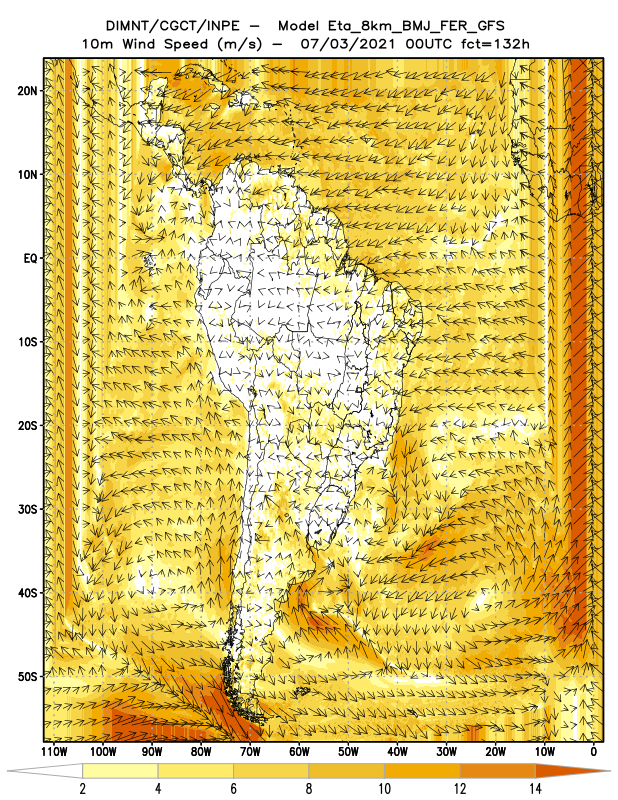 DIMNT/CGCT/INPE −   Model Eta_8km_BMJ_FER_GFS
10m Wind Speed (m/s) −  07/03/2021 00UTC fct=132h
20N
10N
EQ
10S
20S
30S
40S
50S
110W 100W 90W 80W 70W 60W 50W 40W 30W 20W 10W 0
2 4 6 8 10 12 14